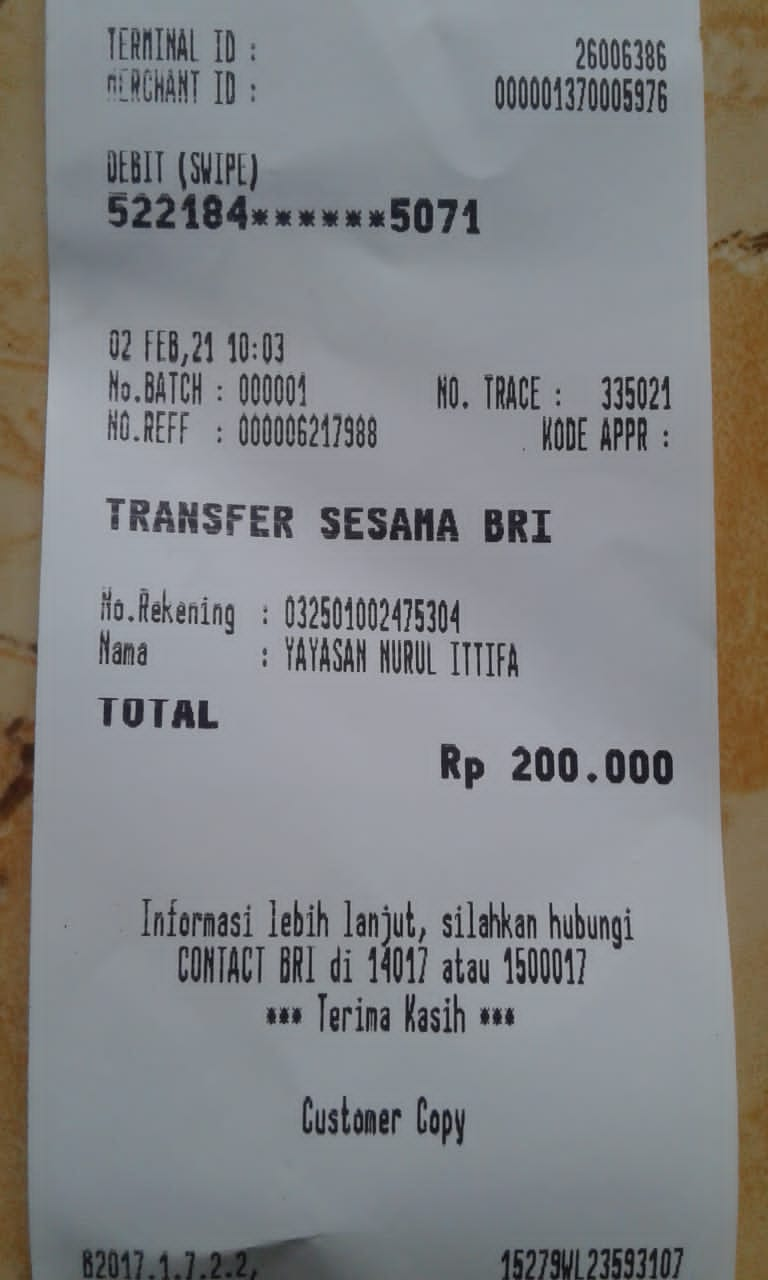 TERMINAL ID : 26006386
MERCHANT ID : 000001370005976
DEBIT (SWIPE)
522184******5071
02 FEB,21 10:03
No.BATCH : 000001 NO. TRACE : 335021
NO.REFF : 000006217988 KODE APPR :
TRANSFER SESAMA BRI
No.Rekening : 032501002475304
Nama : YAYASAN NURUL ITTIFA
TOTAL
Rp 200.000
Informasi lebih lanjut, silahkan hubungi
CONTACT BRI di 14017 atau 1500017
*** Terima Kasih ***
Customer Copy
B2017.1.7.2.2, 15279WL23593107